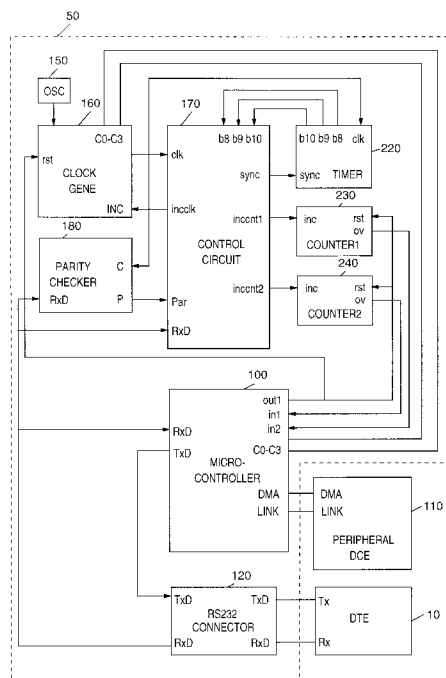 50
150
OSC
160
C0-C3
rst
CLOCK
GENE
INC
170
b8 b9 b10
clk
sync
incclk
inccnt1
CONTROL
CIRCUIT
inccnt2
Par
RxD
b10 b9 b8 clk
sync TIMER
220
230
inc rst
ov
COUNTER1
240
inc rst
ov
COUNTER2
180
PARITY
CHECKER
C
RxD P
100
out1
in1
in2
C0-C3
RxD
TxD
MICRO-
CONTROLLER
DMA
LINK
DMA
LINK
PERIPHERAL
DCE
110
120
TxD TxD
RS232
CONNECTOR
RxD RxD
Tx
DTE
Rx
10